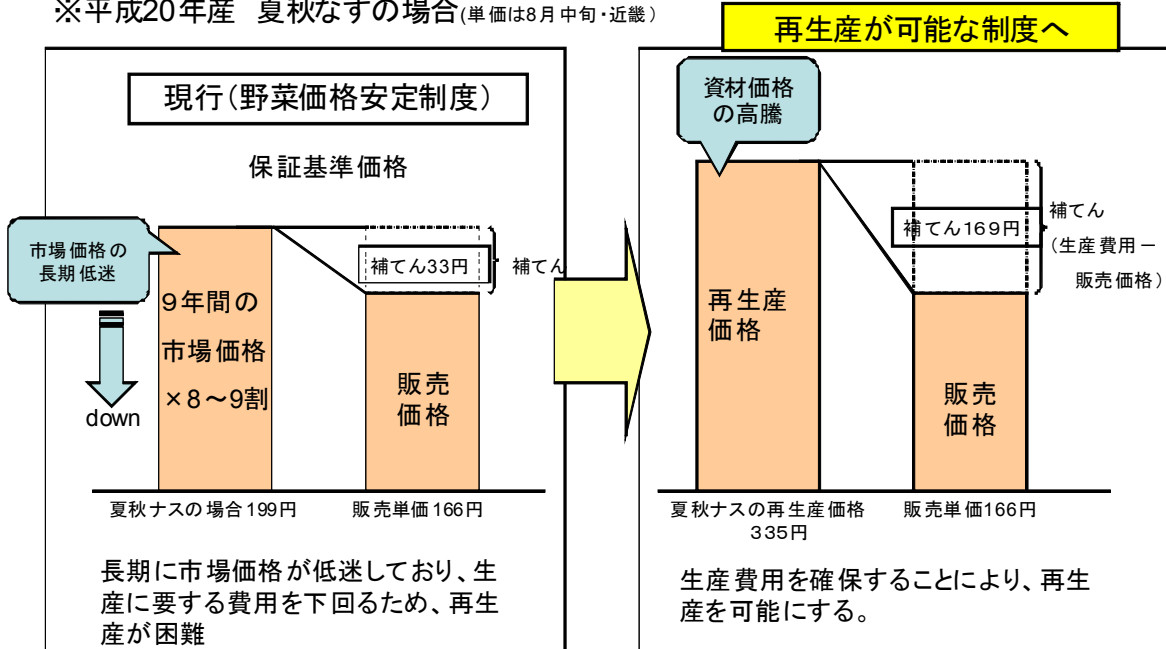 ※平成20年産 夏秋なすの場合(単価は8月中旬・近畿)
現行(野菜価格安定制度)
保証基準価格
市場価格の
長期低迷
down
9年間の
市場価格
×8～9割
補てん33円
補てん
販売
価格
夏秋ナスの場合199円
販売単価166円
長期に市場価格が低迷しており、生
産に要する費用を下回るため、再生
産が困難
再生産が可能な制度へ
資材価格
の高騰
再生産
価格
補てん169円
補てん
(生産費用－
販売価格)
販売
価格
夏秋ナスの再生産価格
335円
販売単価166円
生産費用を確保することにより、再生
産を可能にする。